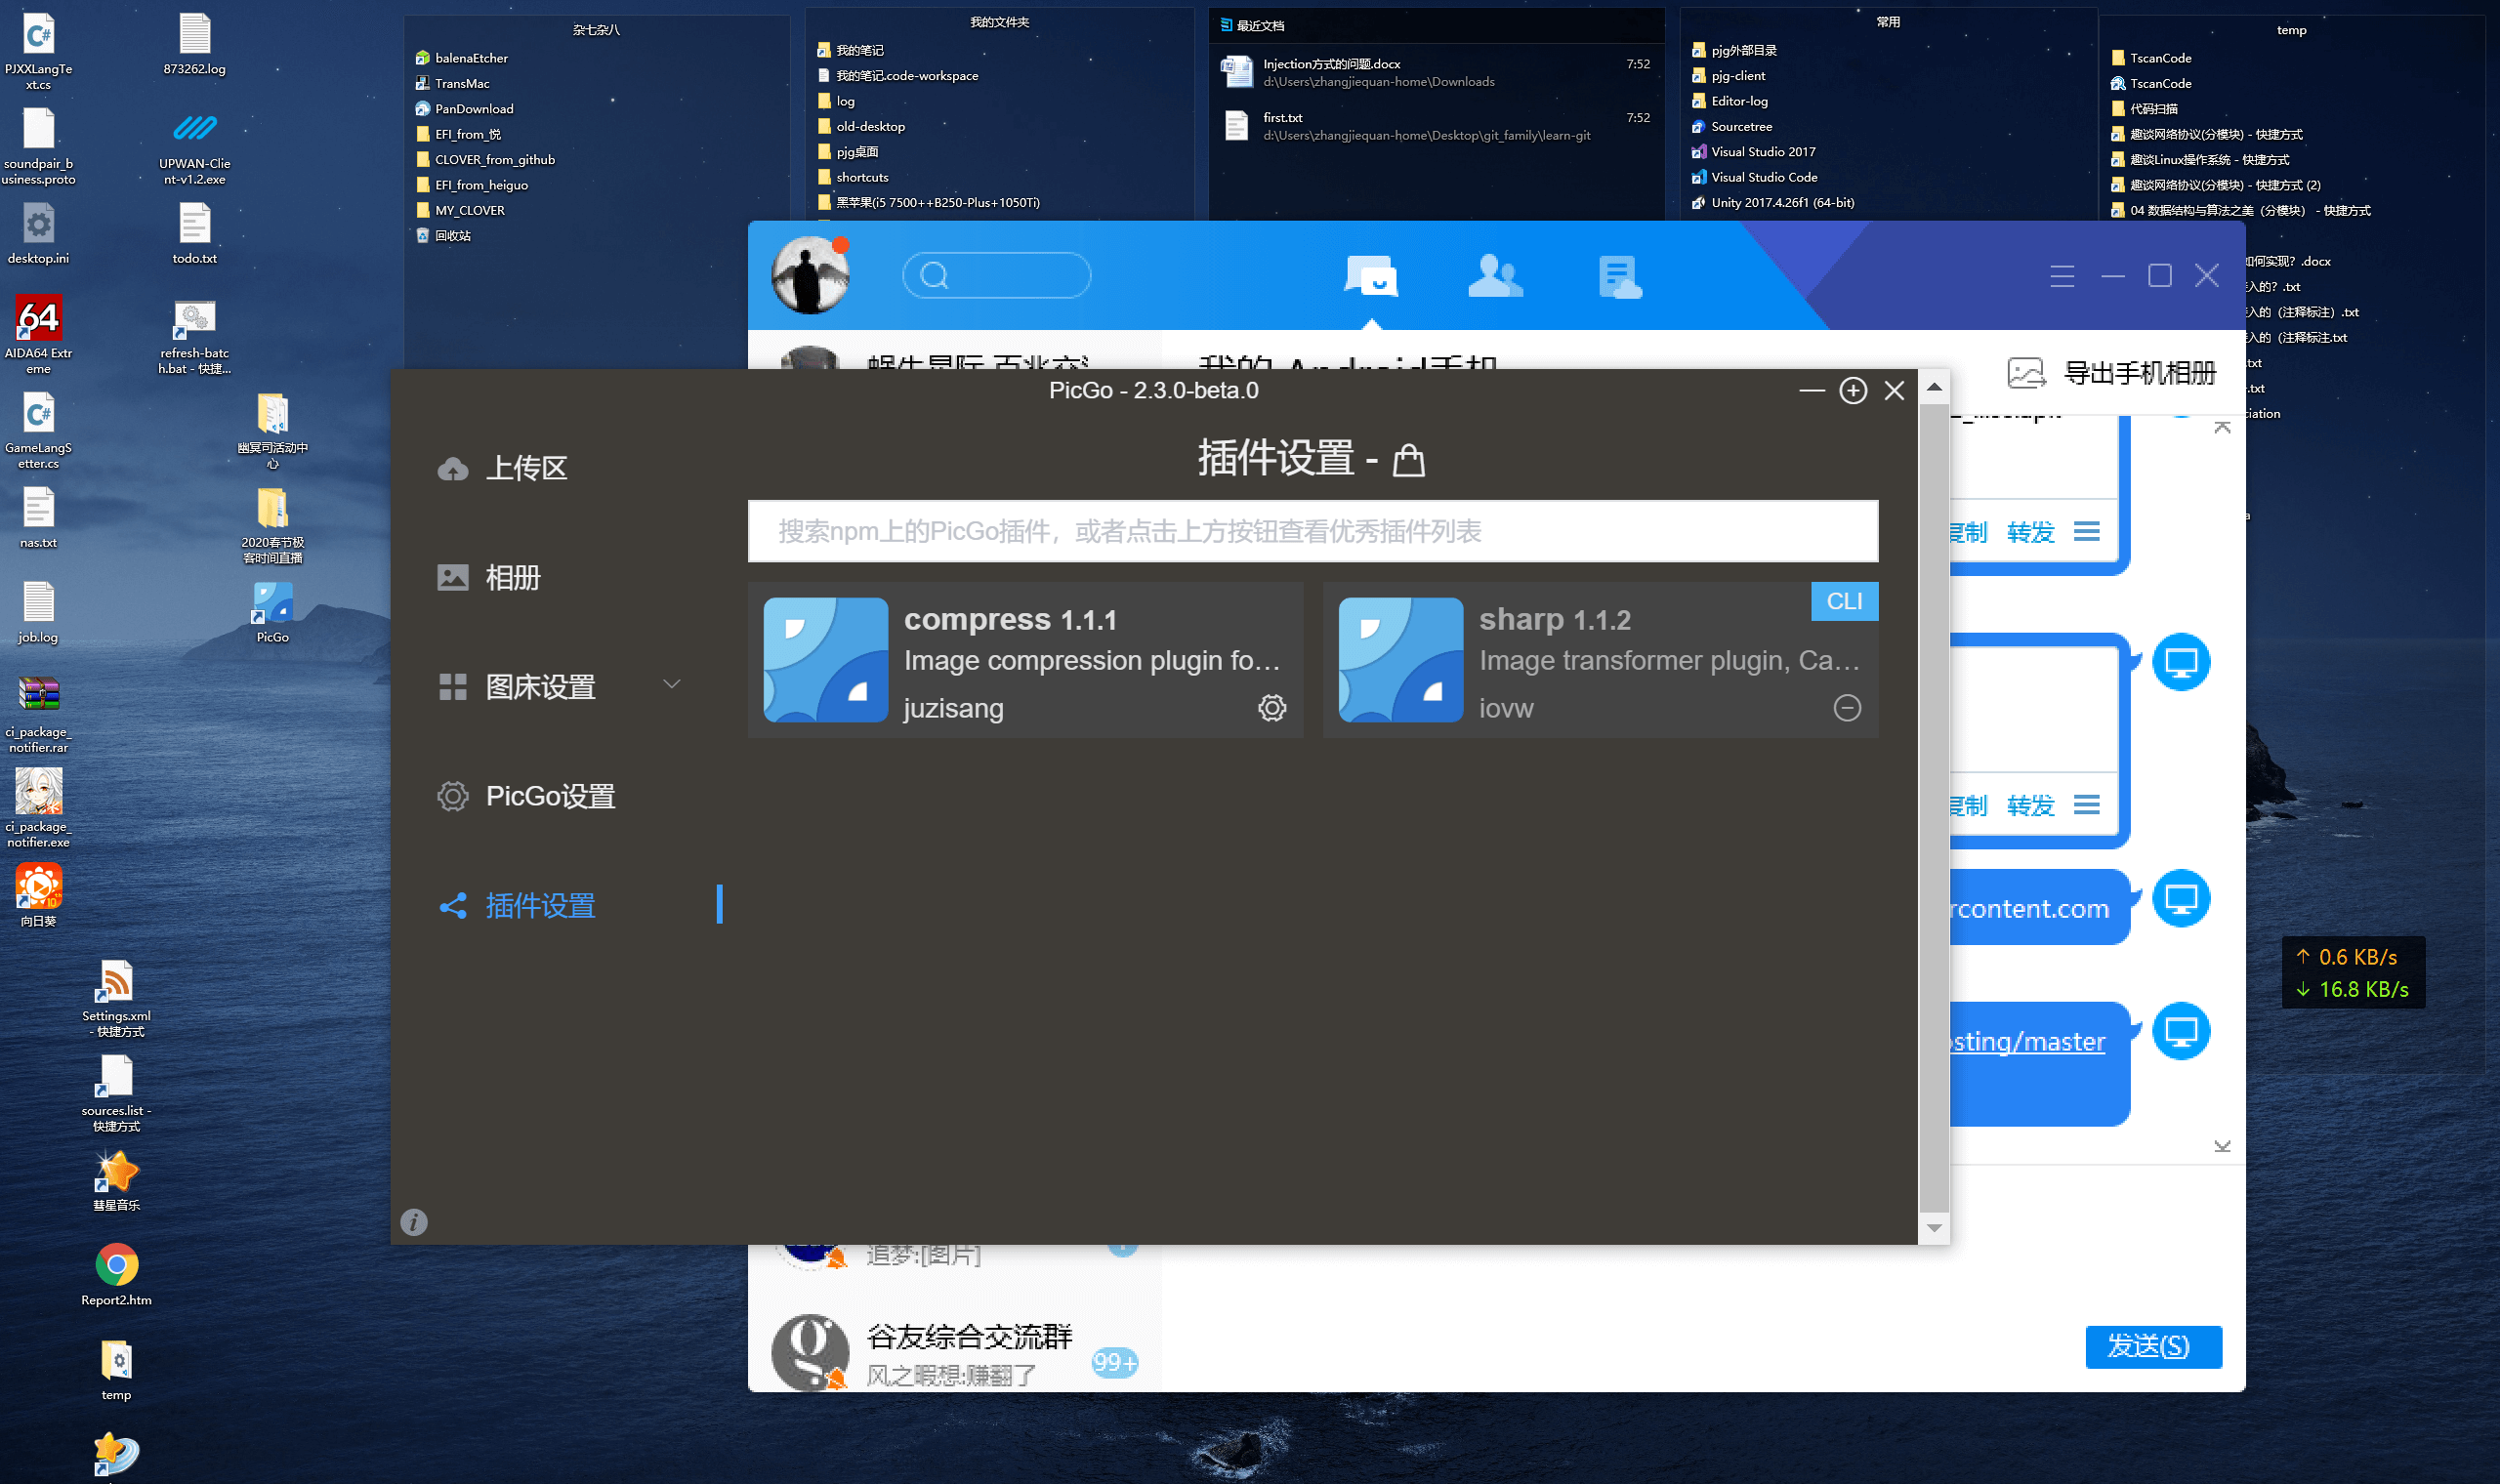 PJXXLangTe
xt.cs
soundpair_b
usiness.proto
desktop.ini
AIDA64 Extr
eme
GameLangS
etter.cs
nas.txt
job.log
ci_package_
notifier.rar
ci_package_
notifier.exe
向日葵
873262.log
UPWAN-Clie
nt-v1.2.exe
todo.txt
refresh-batc
h.bat - 快捷...
幽冥司活动中
心
2020春节极
客时间直播
PicGo
Settings.xml
- 快捷方式
sources.list -
快捷方式
彗星音乐
Report2.htm
temp
杂七杂八
balenaEtcher
TransMac
PanDownload
EFI_from_悦
CLOVER_from_github
EFI_from_heiguo
MY_CLOVER
回收站
我的文件夹
我的笔记
我的笔记.code-workspace
log
old-desktop
pjg桌面
shortcuts
黑苹果(i5 7500++B250-Plus+1050Ti)
最近文档
Injection方式的问题.docx
7:52
d:\Users\zhangjiequan-home\Downloads
first.txt
7:52
d:\Users\zhangjiequan-home\Desktop\git_family\learn-git
常用
pjg外部目录
pjg-client
Editor-log
Sourcetree
Visual Studio 2017
Visual Studio Code
Unity 2017.4.26f1 (64-bit)
temp
TscanCode
TscanCode
代码扫描
趣谈网络协议(分模块) - 快捷方式
趣谈Linux操作系统 - 快捷方式
趣谈网络协议(分模块) - 快捷方式 (2)
04 数据结构与算法之美（分模块） - 快捷方式
如何实现？.docx
入的？.txt
入的（注释标注）.txt
入的（注释标注.txt
.txt
.txt
ciation
导出手机相册
PicGo - 2.3.0-beta.0
上传区
相册
图床设置
PicGo设置
插件设置
插件设置 -
搜索npm上的PicGo插件，或者点击上方按钮查看优秀插件列表
compress 1.1.1
Image compression plugin fo...
juzisang
CLI
sharp 1.1.2
Image transformer plugin, Ca...
iovw
复制 转发
复制 转发
rcontent.com
osting/master
0.6 KB/s
16.8 KB/s
追梦:[图片]
谷友综合交流群
风之暇想:赚翻了
99+
发送(S)